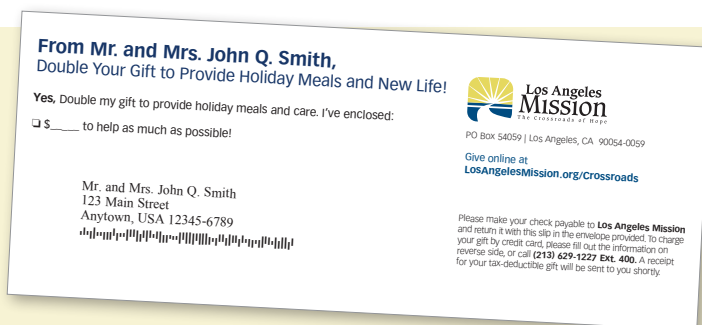 From Mr. and Mrs. John Q. Smith,
Double Your Gift to Provide Holiday Meals and New Life!
Yes, Double my gift to provide holiday meals and care. I've enclosed:
❑ $_____ to help as much as possible!
Mr. and Mrs. John Q. Smith
123 Main Street
Anytown, USA 12345-6789
Los Angeles
Mission
The Crossroads of Hope
PO Box 54059 | Los Angeles, CA 90054-0059
Give online at
LosAngelesMission.org/Crossroads
Please make your check payable to Los Angeles Mission
and return it with this slip in the envelope provided. To charge
your gift by credit card, please fill out the information on
reverse side, or call (213) 629-1227 Ext. 400. A receipt
for your tax-deductible gift will be sent to you shortly.